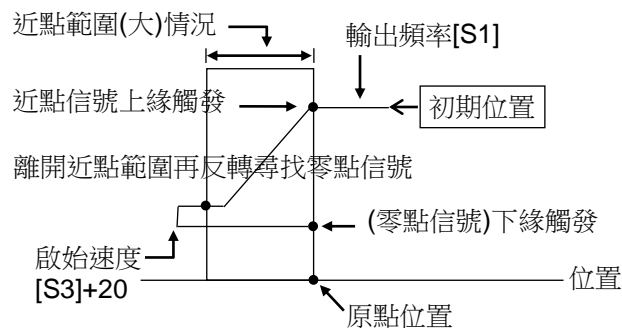 近點範圍(大)情況
輸出頻率[S1]
近點信號上緣觸發
初期位置
離開近點範圍再反轉尋找零點信號
(零點信號)下緣觸發
啟始速度
[S3]+20
位置
原點位置